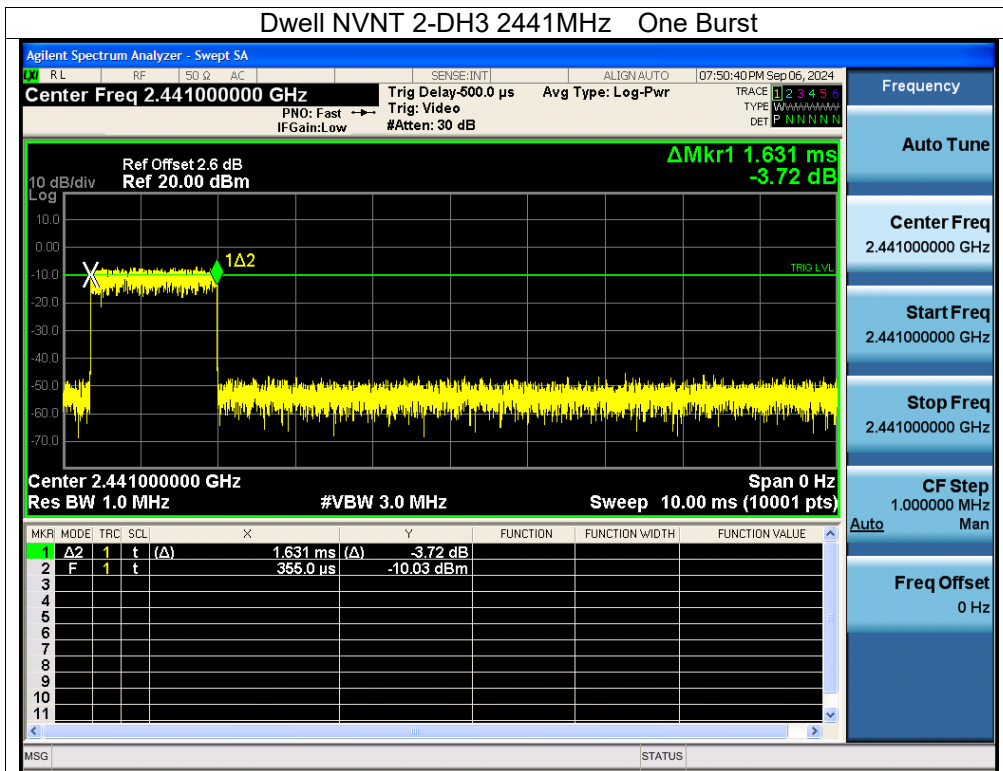 Dwell NVNT 2-DH3 2441MHz One Burst
Agilent Spectrum Analyzer - Swept SA
LXI RL RF 50 Ω AC SENSE:INT ALIGN AUTO 07:50:40 PM Sep 06, 2024
Center Freq 2.441000000 GHz
PNO: Fast
IFGain:Low
Trig Delay-500.0 µs
Trig: Video
#Atten: 30 dB
Avg Type: Log-Pwr
TRACE 1 2 3 4 5 6
TYPE WWWWWW
DET P N N N N N
Frequency
Auto Tune
Center Freq
2.441000000 GHz
Start Freq
2.441000000 GHz
Stop Freq
2.441000000 GHz
CF Step
1.000000 MHz
Auto Man
Freq Offset
0 Hz
Ref Offset 2.6 dB
10 dB/div Ref 20.00 dBm
Log
ΔMkr1 1.631 ms
-3.72 dB
10.0
0.00
-10.0
-20.0
-30.0
-40.0
-50.0
-60.0
-70.0
1Δ2
TRIG LVL
Center 2.441000000 GHz Span 0 Hz
Res BW 1.0 MHz #VBW 3.0 MHz Sweep 10.00 ms (10001 pts)
MKR MODE TRC SCL X Y FUNCTION FUNCTION WIDTH FUNCTION VALUE
1 Δ2 1 t (Δ) 1.631 ms (Δ) -3.72 dB
2 F 1 t 355.0 µs -10.03 dBm
3
4
5
6
7
8
9
10
11
MSG STATUS